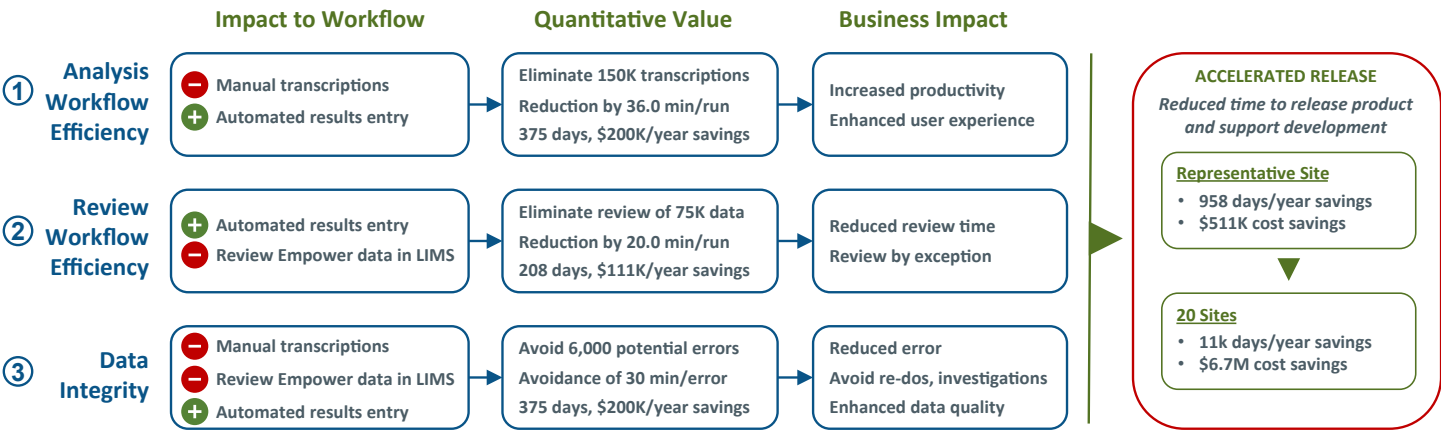 Impact to Workflow
Quantitative Value
Business Impact
1
Analysis
Workflow
Efficiency
Manual transcriptions
Automated results entry
Eliminate 150K transcriptions
Reduction by 36.0 min/run
375 days, $200K/year savings
Increased productivity
Enhanced user experience
2
Review
Workflow
Efficiency
Automated results entry
Review Empower data in LIMS
Eliminate review of 75K data
Reduction by 20.0 min/run
208 days, $111K/year savings
Reduced review time
Review by exception
3
Data
Integrity
Manual transcriptions
Review Empower data in LIMS
Automated results entry
Avoid 6,000 potential errors
Avoidance of 30 min/error
375 days, $200K/year savings
Reduced error
Avoid re-dos, investigations
Enhanced data quality
ACCELERATED RELEASE
Reduced time to release product
and support development
Representative Site
• 958 days/year savings
• $511K cost savings
20 Sites
• 11k days/year savings
• $6.7M cost savings